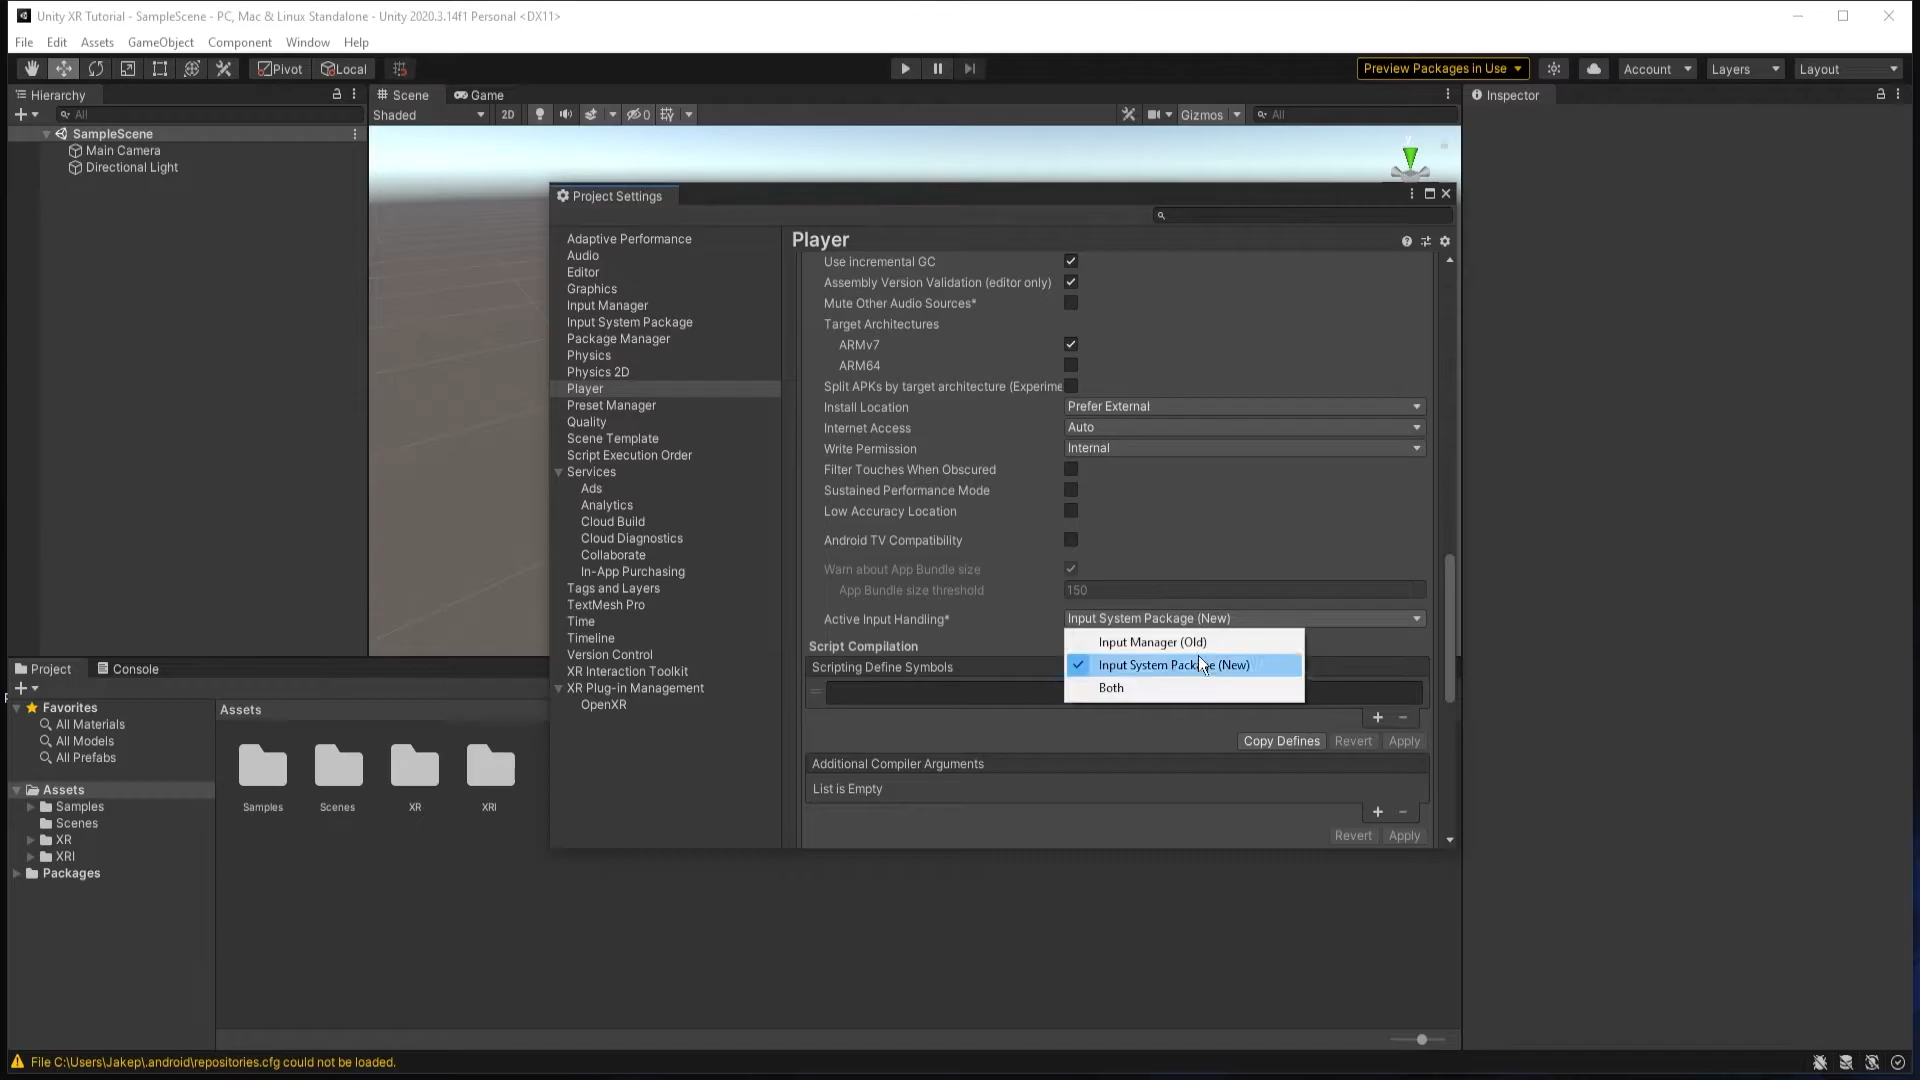 Unity XR Tutorial - SampleScene - PC, Mac & Linux Standalone - Unity 2020.3.14f1 Personal <DX11>
File Edit Assets GameObject Component Window Help
Pivot Local Preview Packages in Use Account Layers Layout
Hierarchy
All
SampleScene
Main Camera
Directional Light
Scene Game
Shaded 2D 0 Gizmos All
Inspector
Project Settings
Adaptive Performance
Audio
Editor
Graphics
Input Manager
Input System Package
Package Manager
Physics
Physics 2D
Player
Preset Manager
Quality
Scene Template
Script Execution Order
Services
Ads
Analytics
Cloud Build
Cloud Diagnostics
Collaborate
In-App Purchasing
Tags and Layers
TextMesh Pro
Time
Timeline
Version Control
XR Interaction Toolkit
XR Plug-in Management
OpenXR
Player
Use incremental GC
Assembly Version Validation (editor only)
Mute Other Audio Sources*
Target Architectures
ARMv7
ARM64
Split APKs by target architecture (Experime
Install Location Prefer External
Internet Access Auto
Write Permission Internal
Filter Touches When Obscured
Sustained Performance Mode
Low Accuracy Location
Android TV Compatibility
Warn about App Bundle size
App Bundle size threshold 150
Active Input Handling* Input System Package (New)
Input Manager (Old)
Input System Package (New)
Both
Script Compilation
Scripting Define Symbols
+ −
Copy Defines Revert Apply
Additional Compiler Arguments
List is Empty
+ −
Revert Apply
Project Console
Favorites
All Materials
All Models
All Prefabs
Assets
Samples
Scenes
XR
XRI
Packages
Assets
Samples Scenes XR XRI
File C:\Users\Jakep\.android\repositories.cfg could not be loaded.